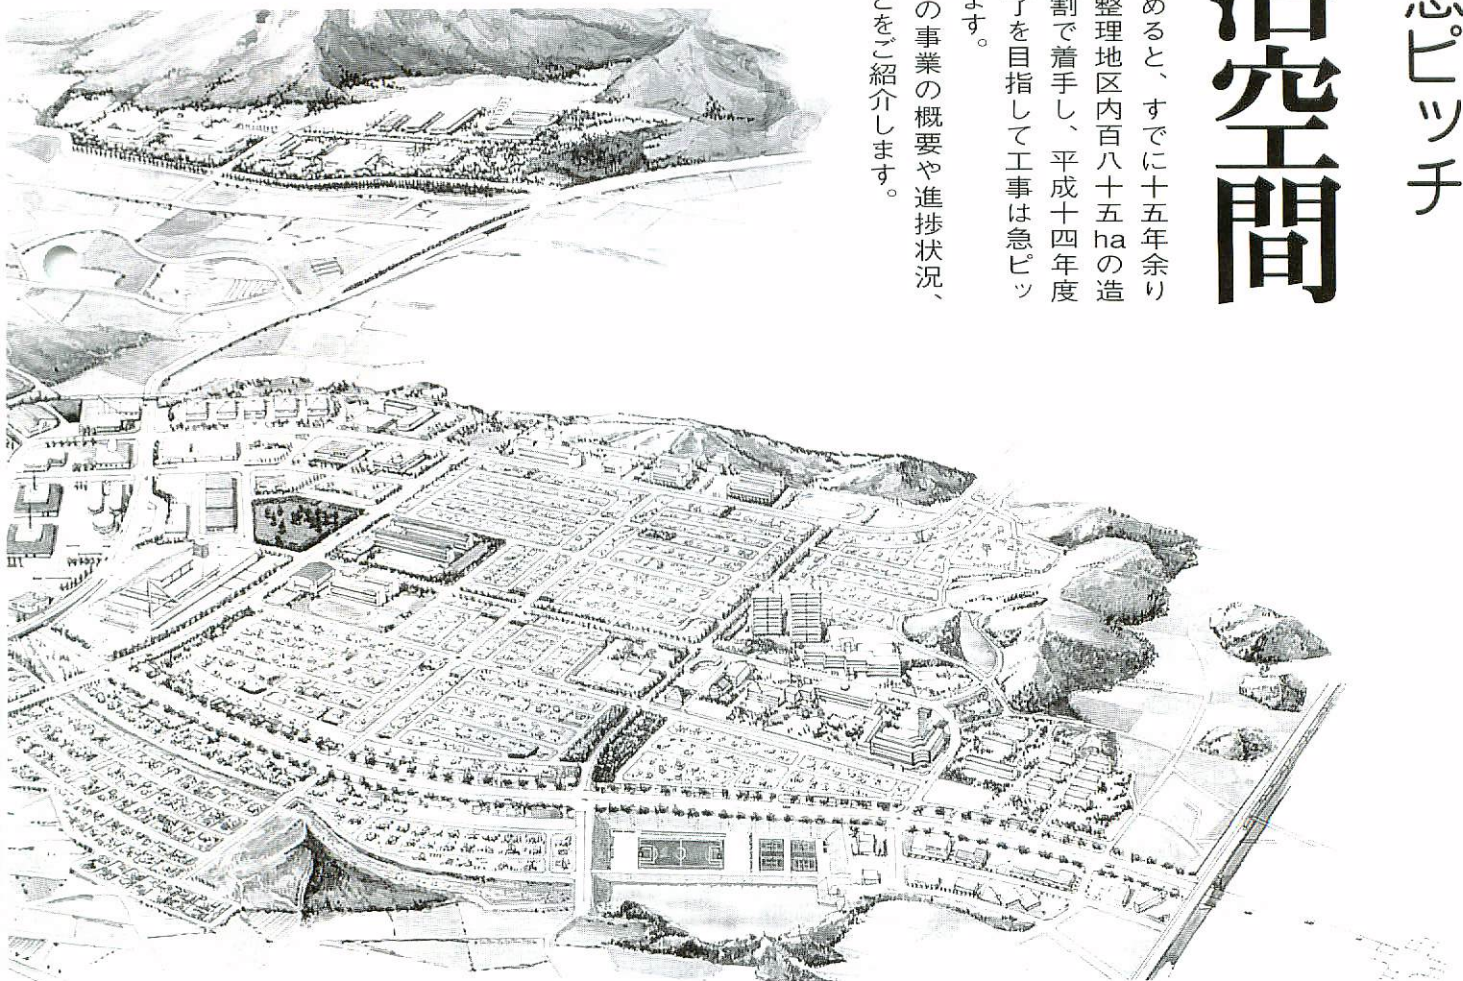 急ピッチ
活空間
めると、すでに十五年余り
整理地区内百八十五haの造
割で着手し、平成十四年度
了を目指して工事は急ピッ
ます。
の事業の概要や進捗状況、
どをご紹介します。